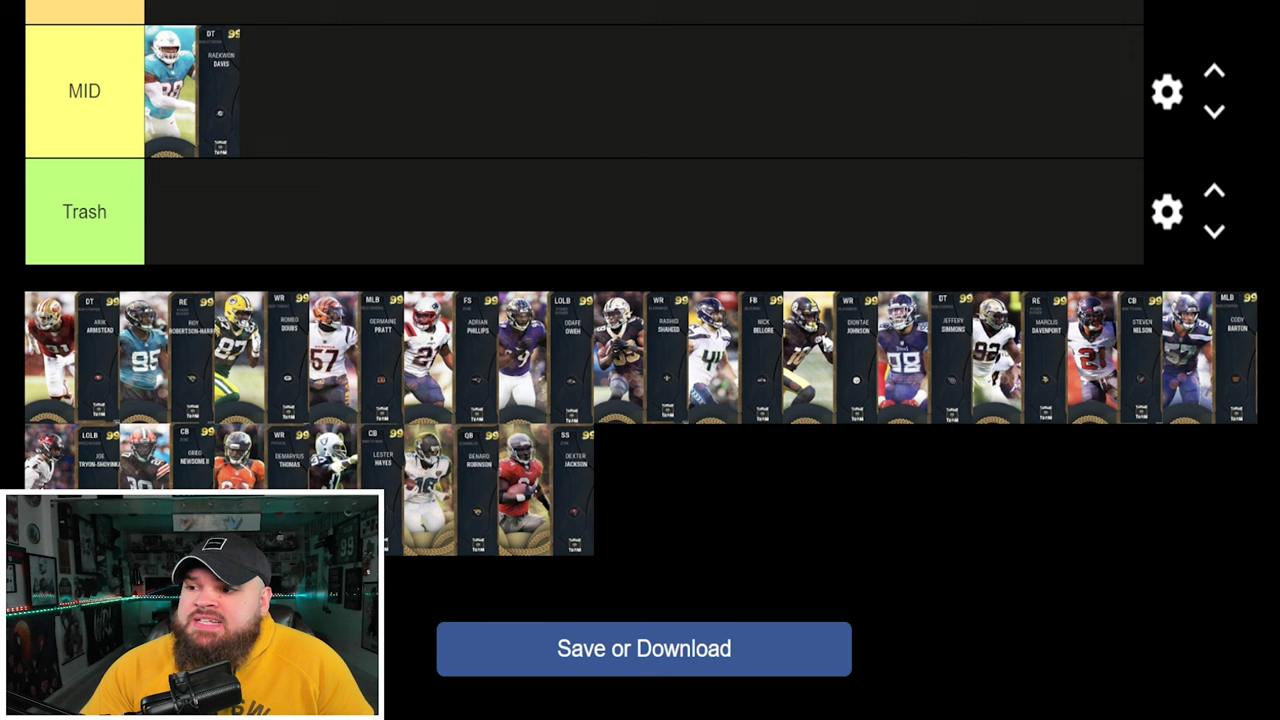 DT 99
RAEKWON
DAVIS
MID
Trash
DT 99
ARIK
ARMSTEAD
RE 99
ROY
ROBERTSON-HARR
WR 99
ROMEO
DOUBS
MLB 99
GERMAINE
PRATT
FS 99
ADRIAN
PHILLIPS
LOLB 99
ODAFE
OWEH
WR 99
RASHID
SHAHEED
FB 99
NICK
BELLORE
WR 99
DIONTAE
JOHNSON
DT 99
JEFFERY
SIMMONS
RE 99
MARCUS
DAVENPORT
CB 99
STEVEN
NELSON
MLB 99
CODY
BARTON
LOLB 99
JOE
TRYON-SHOYINKA
CB 99
GREG
NEWSOME II
WR 99
DEMARYIUS
THOMAS
CB 99
LESTER
HAYES
QB 99
DENARD
ROBINSON
SS 99
DEXTER
JACKSON
Save or Download